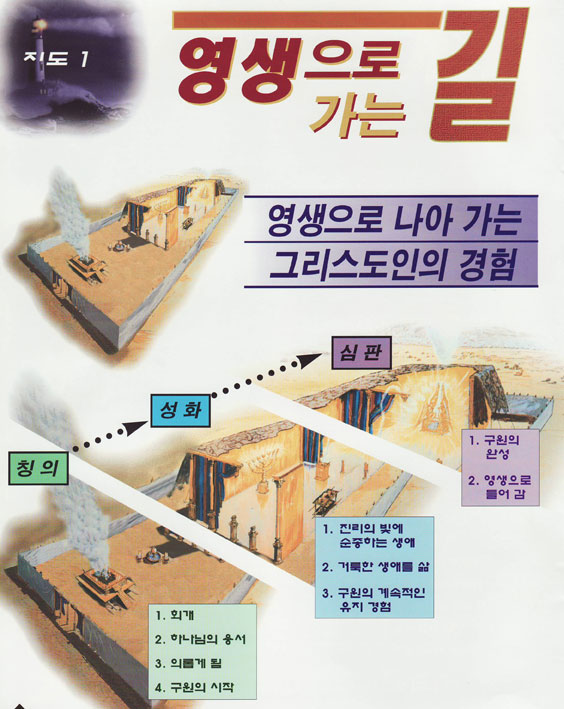 지도 1
영생으로
가는 길
영생으로 나아 가는
그리스도인의 경험
심 판
성 화
칭 의
1. 구원의
완성
2. 영생으로
들어 감
1. 진리의 빛에
순종하는 생애
2. 거룩한 생애를 삶
3. 구원의 계속적인
유지 경험
1. 회개
2. 하나님의 용서
3. 의롭게 됨
4. 구원의 시작